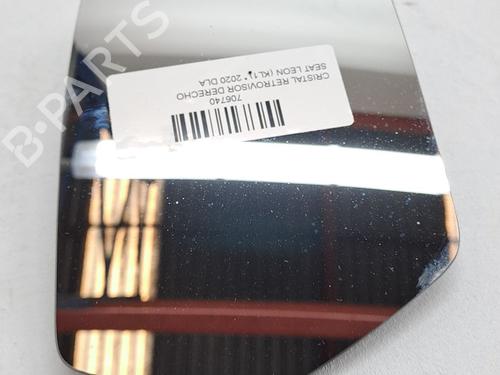 B-PARTS
706740
CRISTAL RETROVISOR DERECHO
SEAT LEON (KL1) * 2020 DLA